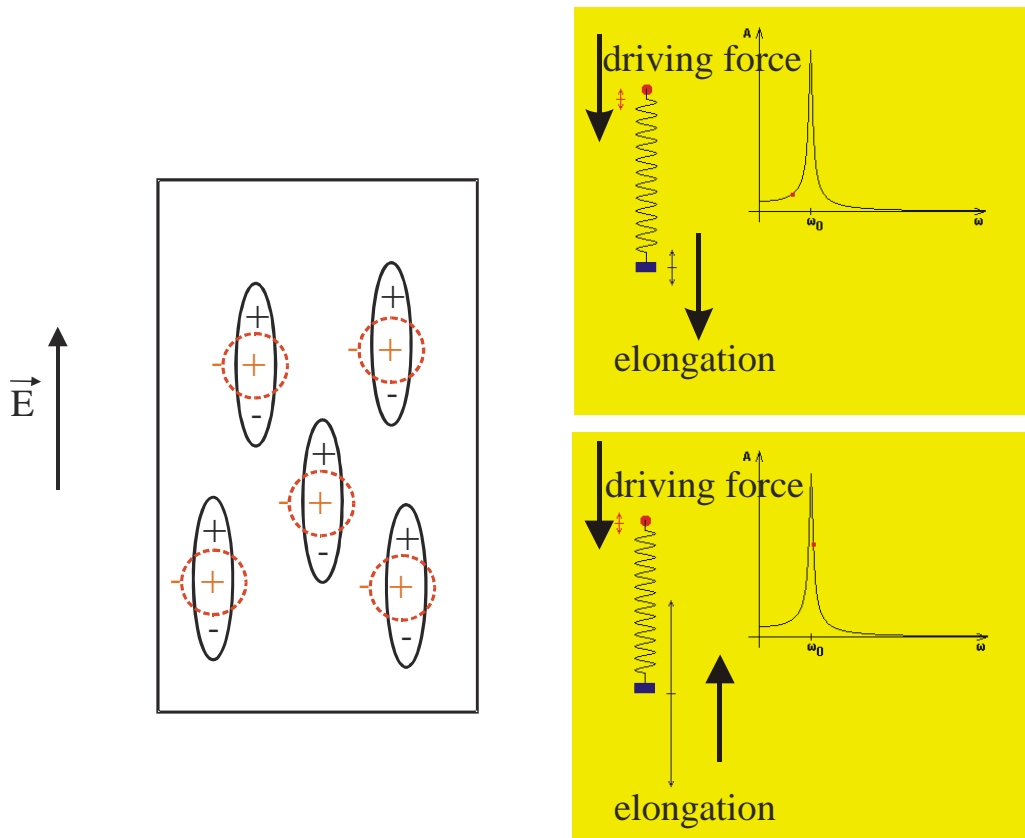 E
+
-
+
-
+
-
+
-
+
-
+
-
+
-
+
-
+
-
+
-
driving force
A
ω0
ω
elongation
driving force
A
ω0
ω
elongation